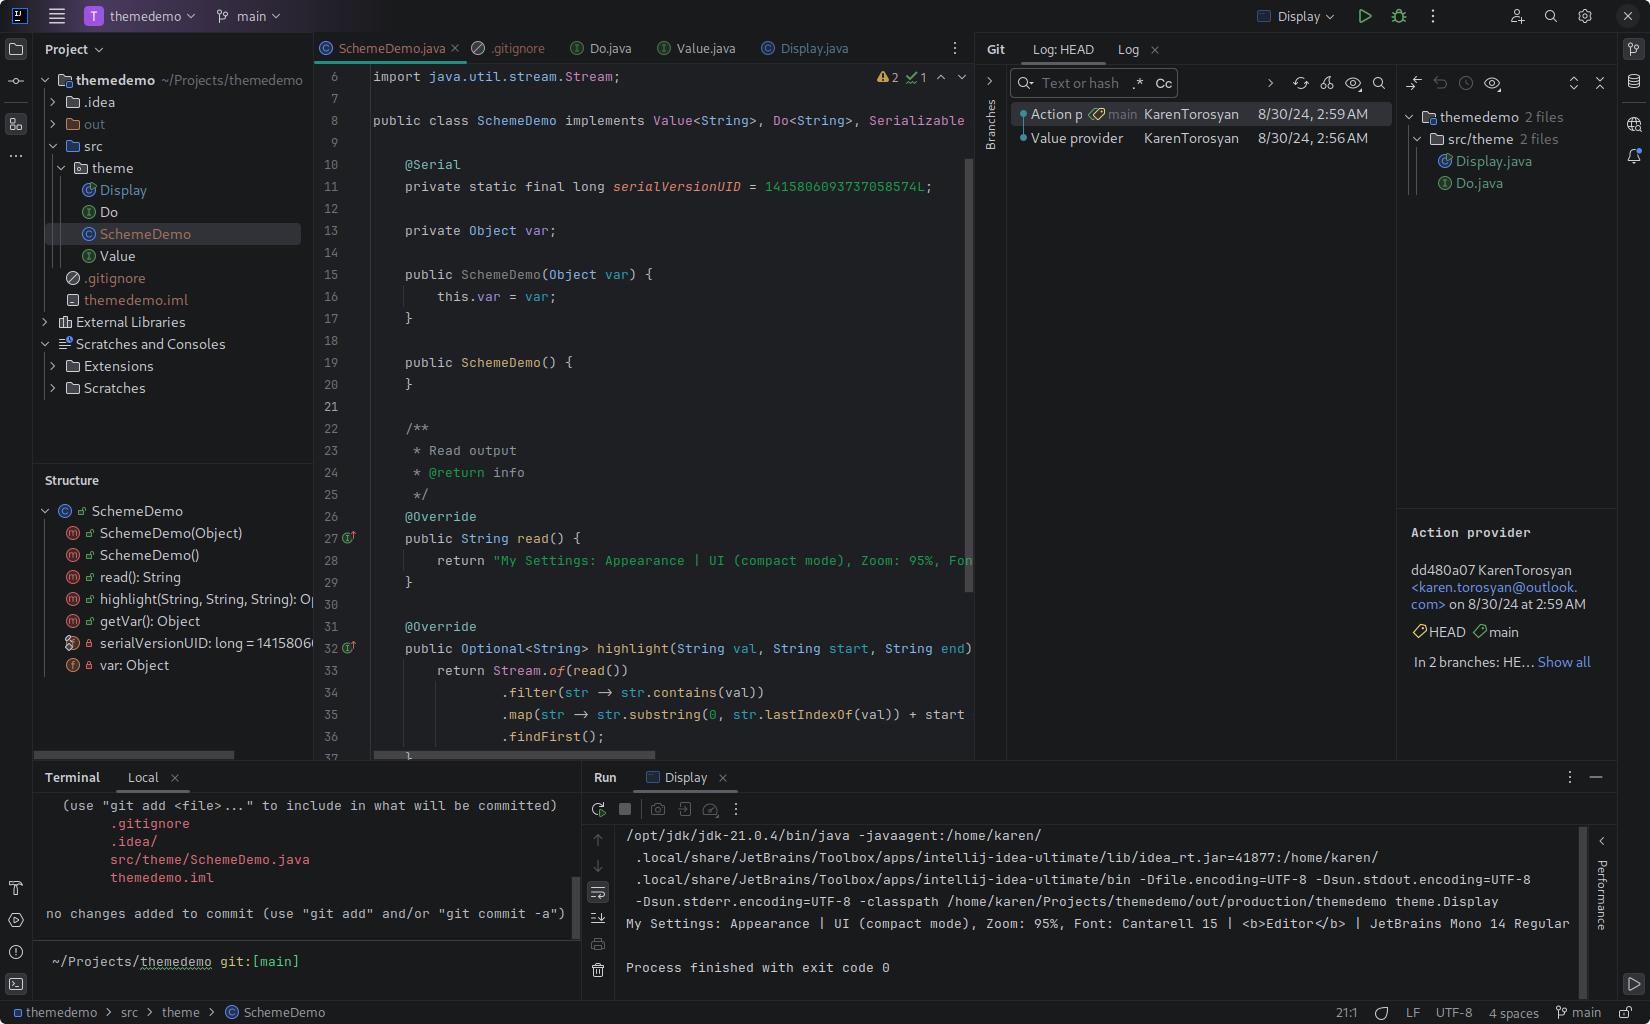 T themedemo main Display
Project
themedemo ~/Projects/themedemo
.idea
out
src
theme
Display
Do
SchemeDemo
Value
.gitignore
themedemo.iml
External Libraries
Scratches and Consoles
Extensions
Scratches
Structure
SchemeDemo
SchemeDemo(Object)
SchemeDemo()
read(): String
highlight(String, String, String): Op
getVar(): Object
serialVersionUID: long = 14158060
var: Object
SchemeDemo.java .gitignore Do.java Value.java Display.java
2 1
6 import java.util.stream.Stream;
7
8 public class SchemeDemo implements Value<String>, Do<String>, Serializable
9
10 @Serial
11 private static final long serialVersionUID = 1415806093737058574L;
12
13 private Object var;
14
15 public SchemeDemo(Object var) {
16 this.var = var;
17 }
18
19 public SchemeDemo() {
20 }
21
22 /**
23 * Read output
24 * @return info
25 */
26 @Override
27 public String read() {
28 return "My Settings: Appearance | UI (compact mode), Zoom: 95%, Fon
29 }
30
31 @Override
32 public Optional<String> highlight(String val, String start, String end)
33 return Stream.of(read())
34 .filter(str -> str.contains(val))
35 .map(str -> str.substring(0, str.lastIndexOf(val)) + start
36 .findFirst();
37 }
Git Log: HEAD Log
Text or hash .* Cc
Branches
Action p main KarenTorosyan 8/30/24, 2:59 AM
Value provider KarenTorosyan 8/30/24, 2:56 AM
themedemo 2 files
src/theme 2 files
Display.java
Do.java
Action provider
dd480a07 KarenTorosyan
<karen.torosyan@outlook.
com> on 8/30/24 at 2:59 AM
HEAD main
In 2 branches: HE... Show all
Terminal Local
(use "git add <file>..." to include in what will be committed)
.gitignore
.idea/
src/theme/SchemeDemo.java
themedemo.iml
no changes added to commit (use "git add" and/or "git commit -a")
~/Projects/themedemo git:[main]
Run Display
/opt/jdk/jdk-21.0.4/bin/java -javaagent:/home/karen/
.local/share/JetBrains/Toolbox/apps/intellij-idea-ultimate/lib/idea_rt.jar=41877:/home/karen/
.local/share/JetBrains/Toolbox/apps/intellij-idea-ultimate/bin -Dfile.encoding=UTF-8 -Dsun.stdout.encoding=UTF-8
-Dsun.stderr.encoding=UTF-8 -classpath /home/karen/Projects/themedemo/out/production/themedemo theme.Display
My Settings: Appearance | UI (compact mode), Zoom: 95%, Font: Cantarell 15 | <b>Editor</b> | JetBrains Mono 14 Regular
Process finished with exit code 0
Performance
themedemo > src > theme > SchemeDemo
21:1 LF UTF-8 4 spaces main